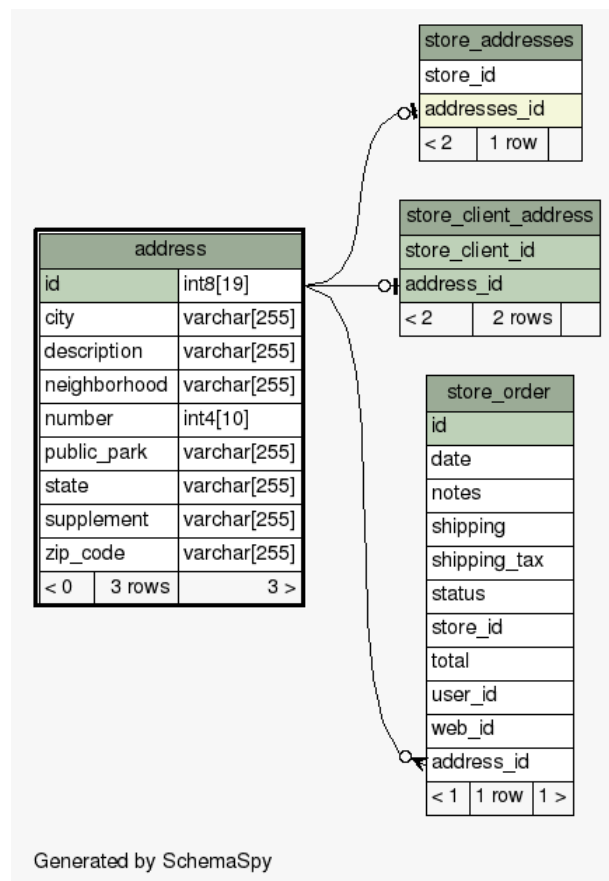 store_addresses
store_id
addresses_id
< 2 1 row
store_client_address
store_client_id
address_id
< 2 2 rows
address
id int8[19]
city varchar[255]
description varchar[255]
neighborhood varchar[255]
number int4[10]
public_park varchar[255]
state varchar[255]
supplement varchar[255]
zip_code varchar[255]
< 0 3 rows 3 >
store_order
id
date
notes
shipping
shipping_tax
status
store_id
total
user_id
web_id
address_id
< 1 1 row 1 >
Generated by SchemaSpy